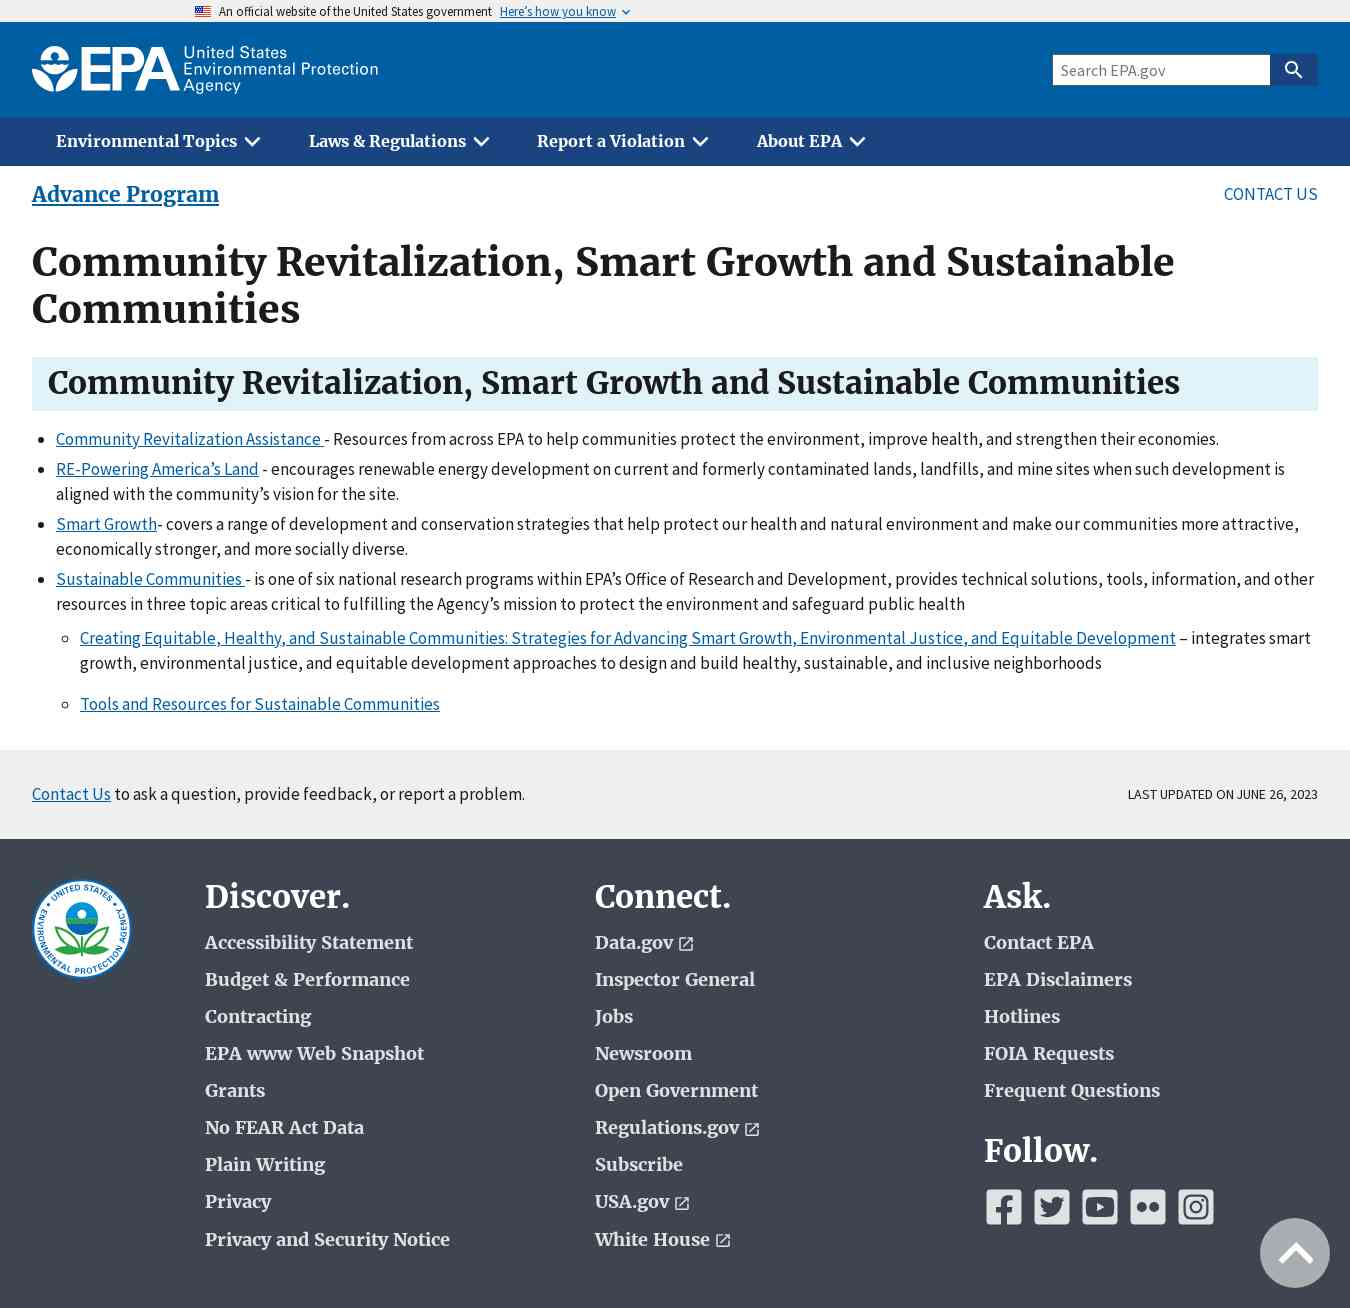 An official website of the United States government Here’s how you know
EPA United States
Environmental Protection
Agency
Search EPA.gov
Environmental Topics Laws & Regulations Report a Violation About EPA
Advance Program CONTACT US
Community Revitalization, Smart Growth and Sustainable
Communities
Community Revitalization, Smart Growth and Sustainable Communities
• Community Revitalization Assistance - Resources from across EPA to help communities protect the environment, improve health, and strengthen their economies.
• RE-Powering America’s Land - encourages renewable energy development on current and formerly contaminated lands, landfills, and mine sites when such development is
aligned with the community’s vision for the site.
• Smart Growth- covers a range of development and conservation strategies that help protect our health and natural environment and make our communities more attractive,
economically stronger, and more socially diverse.
• Sustainable Communities - is one of six national research programs within EPA’s Office of Research and Development, provides technical solutions, tools, information, and other
resources in three topic areas critical to fulfilling the Agency’s mission to protect the environment and safeguard public health
◦ Creating Equitable, Healthy, and Sustainable Communities: Strategies for Advancing Smart Growth, Environmental Justice, and Equitable Development – integrates smart
growth, environmental justice, and equitable development approaches to design and build healthy, sustainable, and inclusive neighborhoods
◦ Tools and Resources for Sustainable Communities
Contact Us to ask a question, provide feedback, or report a problem. LAST UPDATED ON JUNE 26, 2023
UNITED STATES
ENVIRONMENTAL PROTECTION AGENCY
Discover.
Accessibility Statement
Budget & Performance
Contracting
EPA www Web Snapshot
Grants
No FEAR Act Data
Plain Writing
Privacy
Privacy and Security Notice
Connect.
Data.gov
Inspector General
Jobs
Newsroom
Open Government
Regulations.gov
Subscribe
USA.gov
White House
Ask.
Contact EPA
EPA Disclaimers
Hotlines
FOIA Requests
Frequent Questions
Follow.